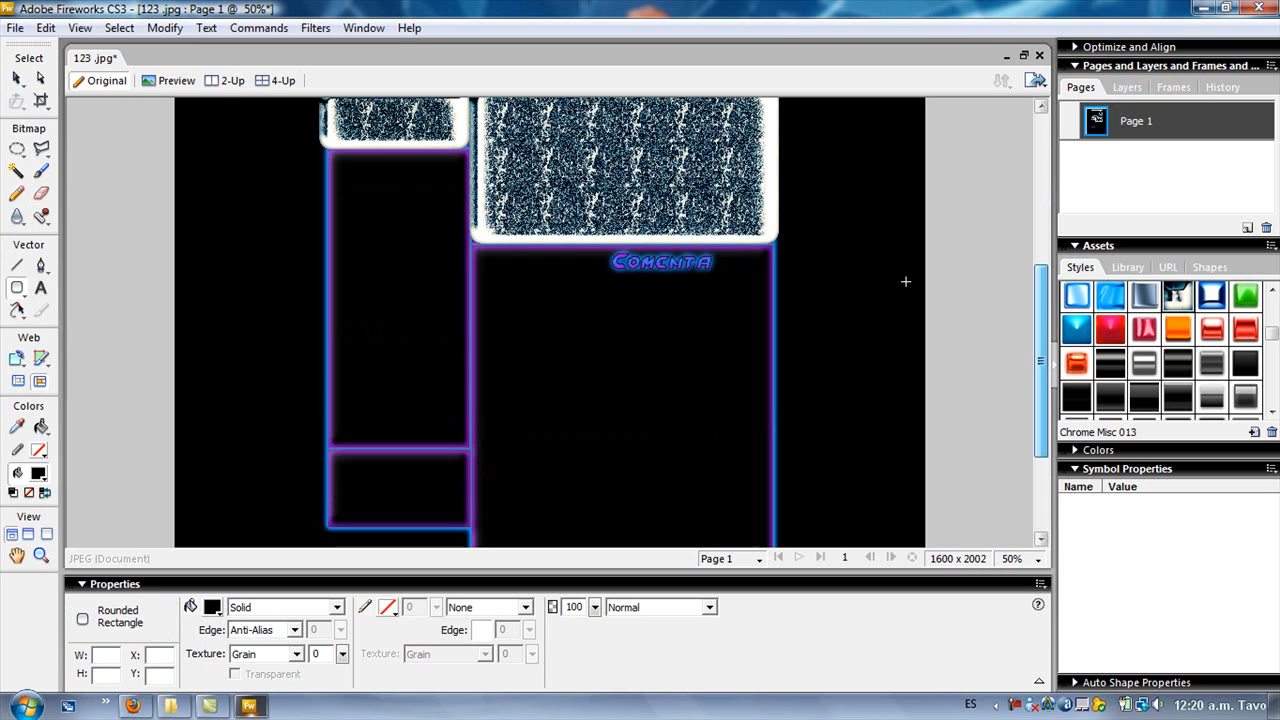 Adobe Fireworks CS3 - [123 .jpg : Page 1 @ 50%*]
File Edit View Select Modify Text Commands Filters Window Help
Select
Bitmap
Vector
Web
Colors
View
123 .jpg*
Original Preview 2-Up 4-Up
Comenta
JPEG (Document)
Page 1 1 1600 x 2002 50%
Optimize and Align
Pages and Layers and Frames and ...
Pages Layers Frames History
Page 1
Assets
Styles Library URL Shapes
Chrome Misc 013
Colors
Symbol Properties
Name Value
Auto Shape Properties
Properties
Rounded Rectangle
W: X:
H: Y:
Solid
Edge: Anti-Alias 0
Texture: Grain 0
Transparent
0 None
Edge: 0
Texture: Grain 0
100 Normal
ES 12:20 a.m. Tavo